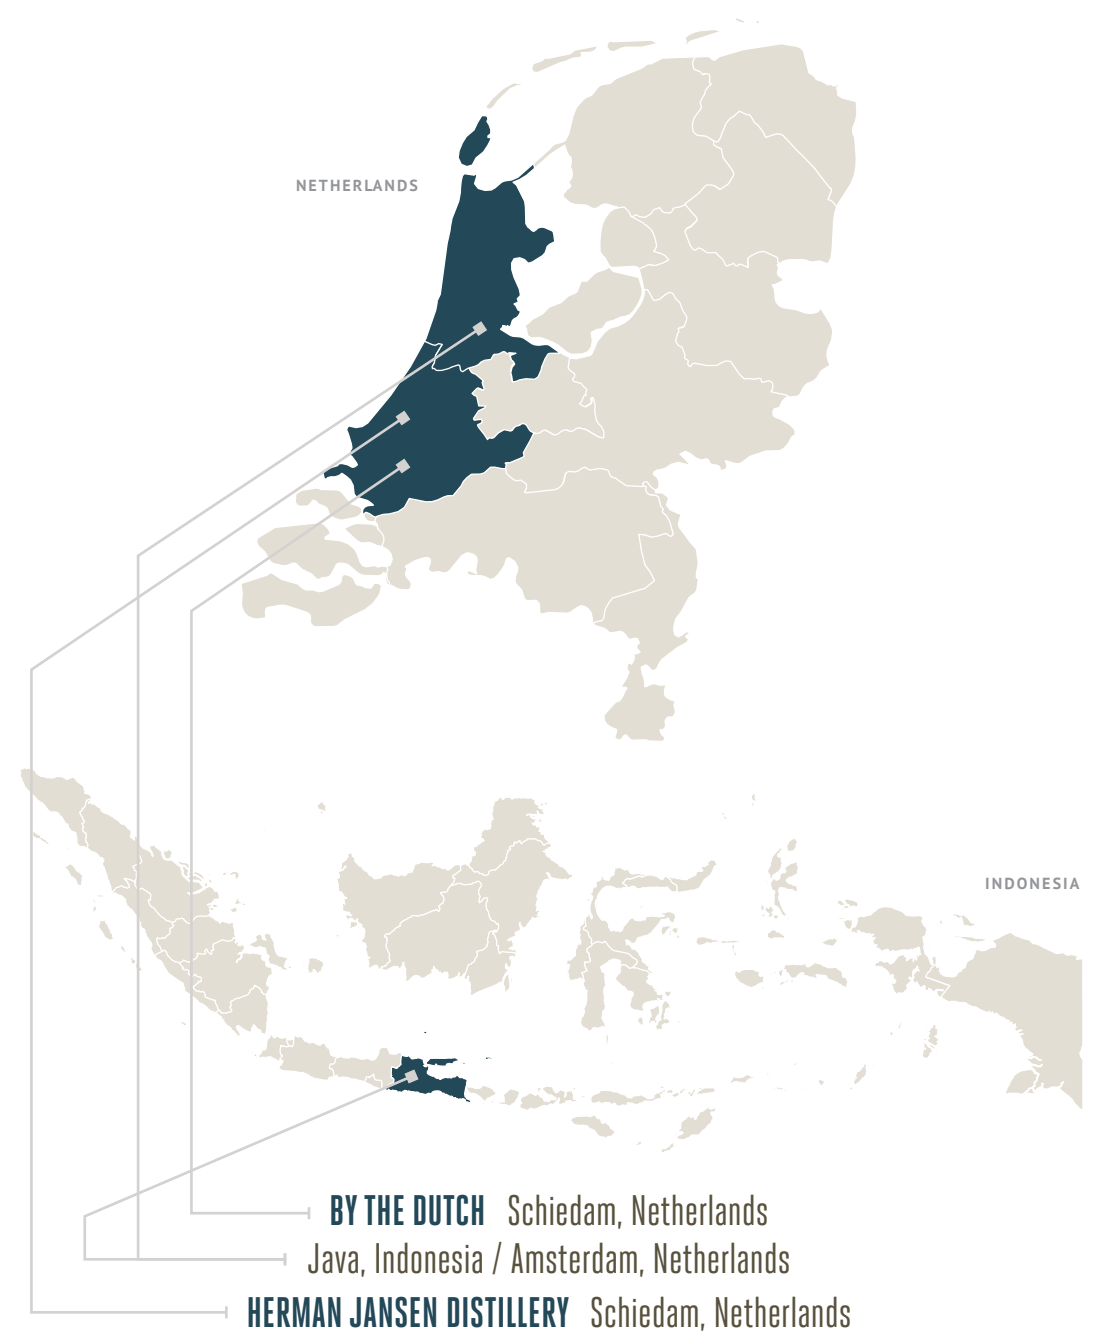 NETHERLANDS
INDONESIA
BY THE DUTCH Schiedam, Netherlands
Java, Indonesia / Amsterdam, Netherlands
HERMAN JANSEN DISTILLERY Schiedam, Netherlands